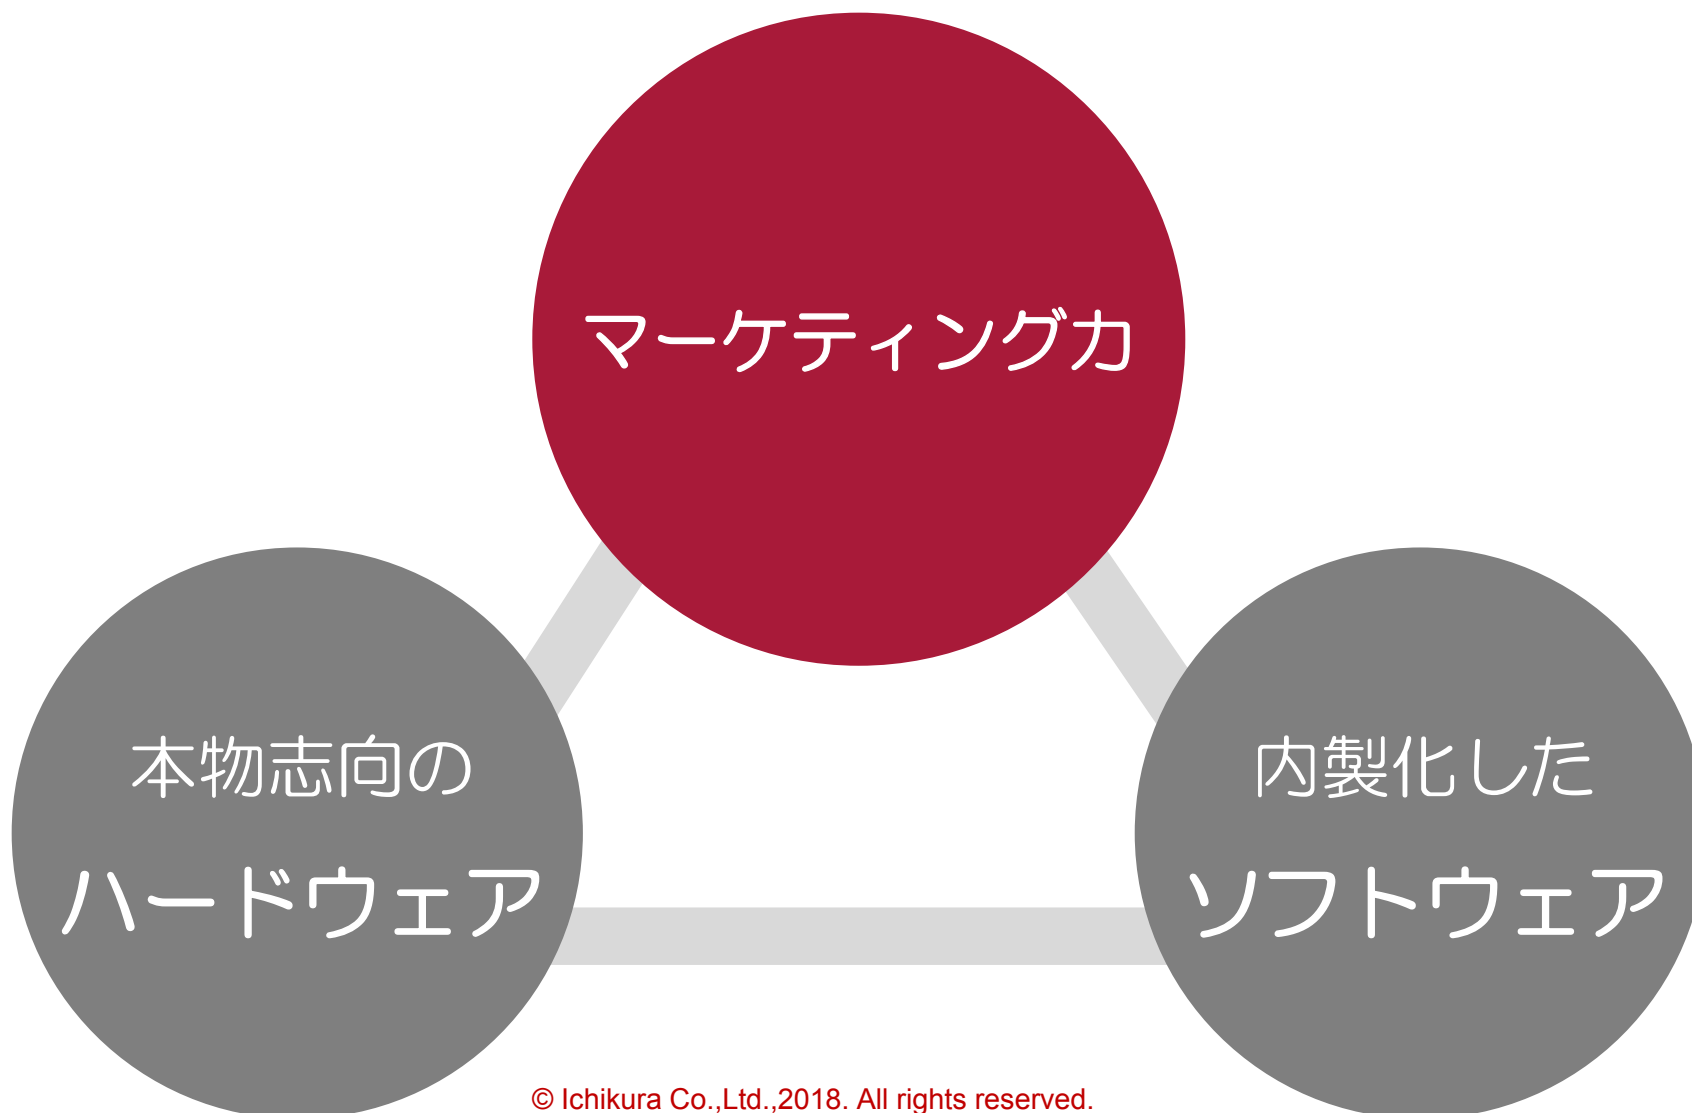 マーケティング力
本物志向の
ハードウェア
内製化した
ソフトウェア
© Ichikura Co.,Ltd.,2018. All rights reserved.